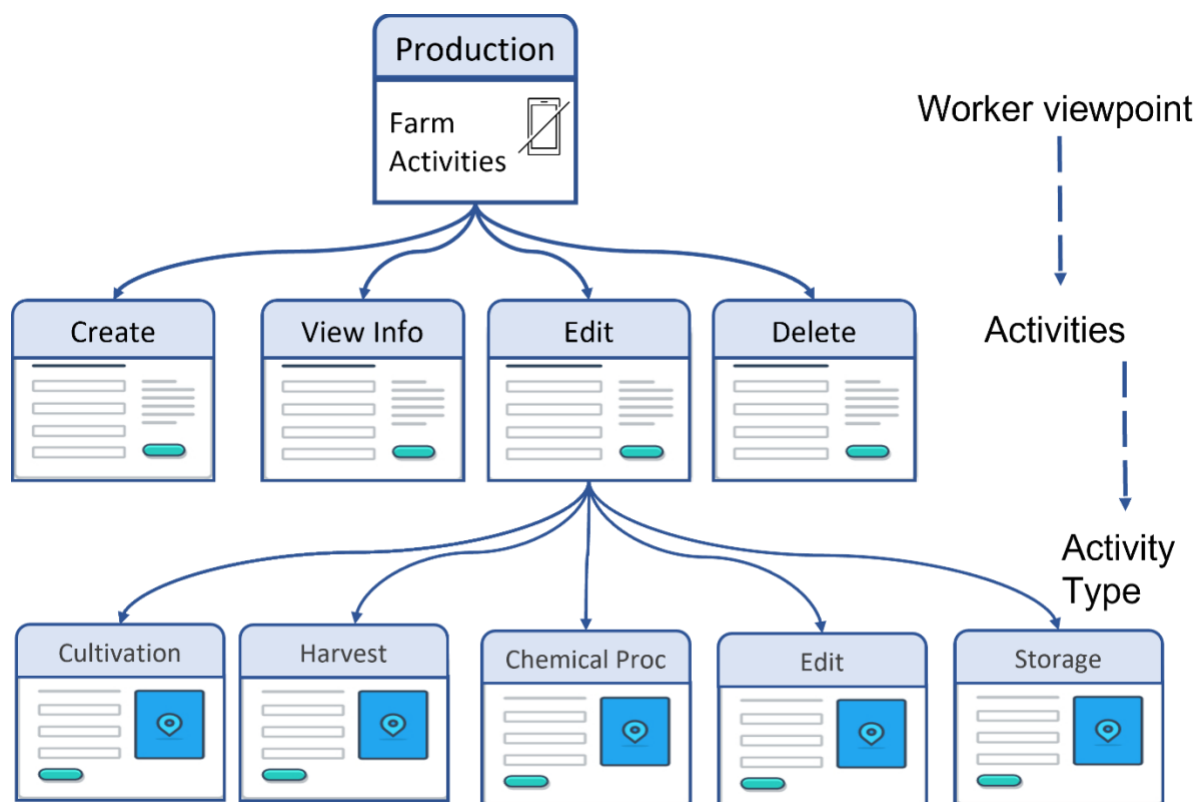 Production
Farm
Activities
Worker viewpoint
Create
View Info
Edit
Delete
Activities
Activity
Type
Cultivation
Harvest
Chemical Proc
Edit
Storage